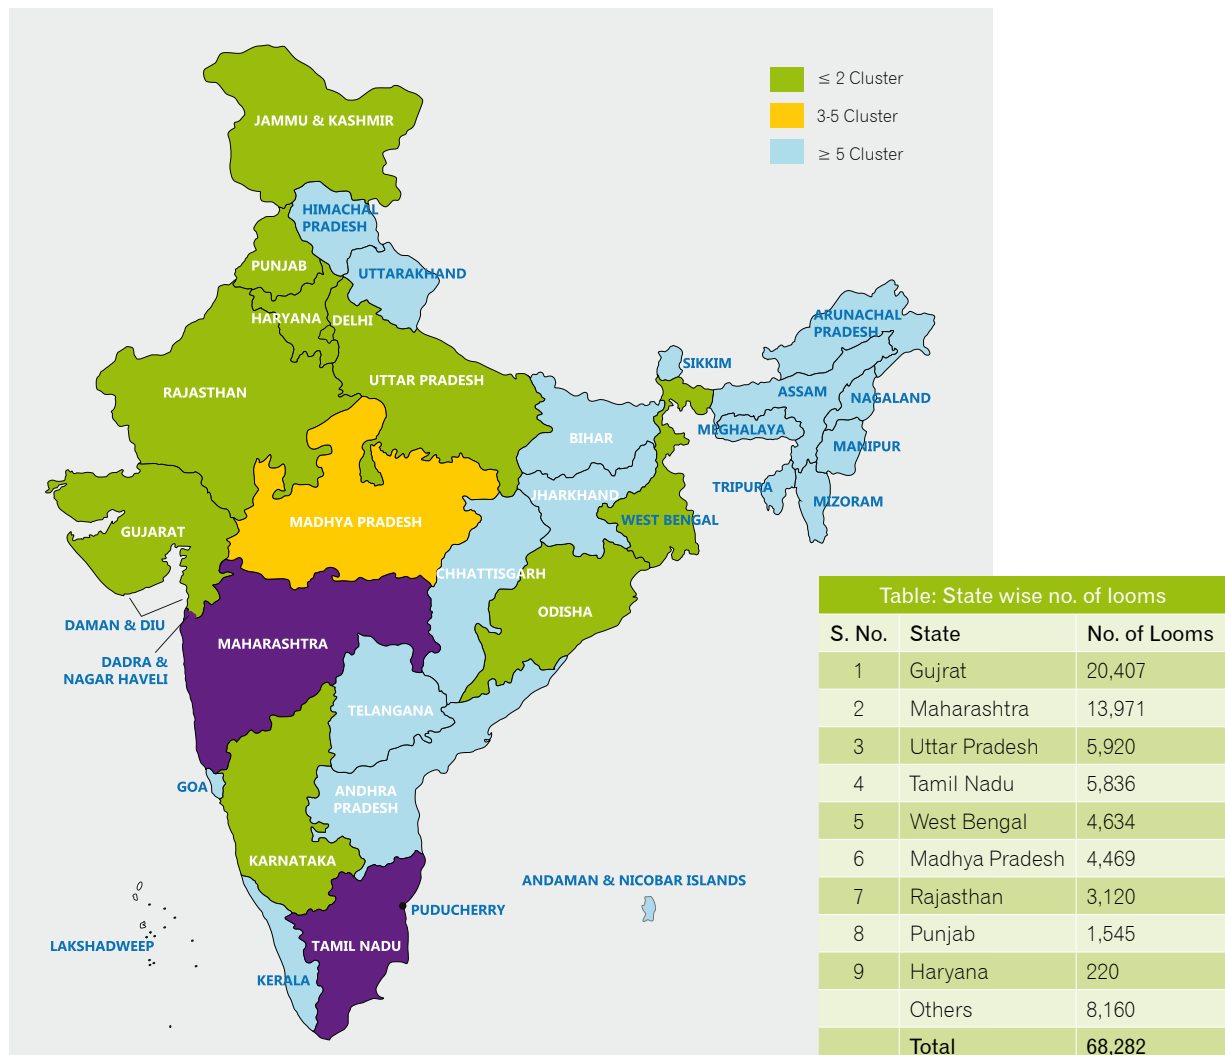 ≤ 2 Cluster
3-5 Cluster
≥ 5 Cluster
JAMMU & KASHMIR
HIMACHAL
PRADESH
PUNJAB
UTTARAKHAND
HARYANA
DELHI
ARUNACHAL
PRADESH
SIKKIM
UTTAR PRADESH
RAJASTHAN
ASSAM
NAGALAND
MEGHALAYA
BIHAR
MANIPUR
TRIPURA
JHARKHAND
MIZORAM
MADHYA PRADESH
WEST BENGAL
GUJARAT
CHHATTISGARH
ODISHA
DAMAN & DIU
MAHARASHTRA
DADRA &
NAGAR HAVELI
TELANGANA
GOA
ANDHRA
PRADESH
KARNATAKA
ANDAMAN & NICOBAR ISLANDS
PUDUCHERRY
LAKSHADWEEP
TAMIL NADU
KERALA
Table: State wise no. of looms
S. No. State No. of Looms
1 Gujrat 20,407
2 Maharashtra 13,971
3 Uttar Pradesh 5,920
4 Tamil Nadu 5,836
5 West Bengal 4,634
6 Madhya Pradesh 4,469
7 Rajasthan 3,120
8 Punjab 1,545
9 Haryana 220
Others 8,160
Total 68,282